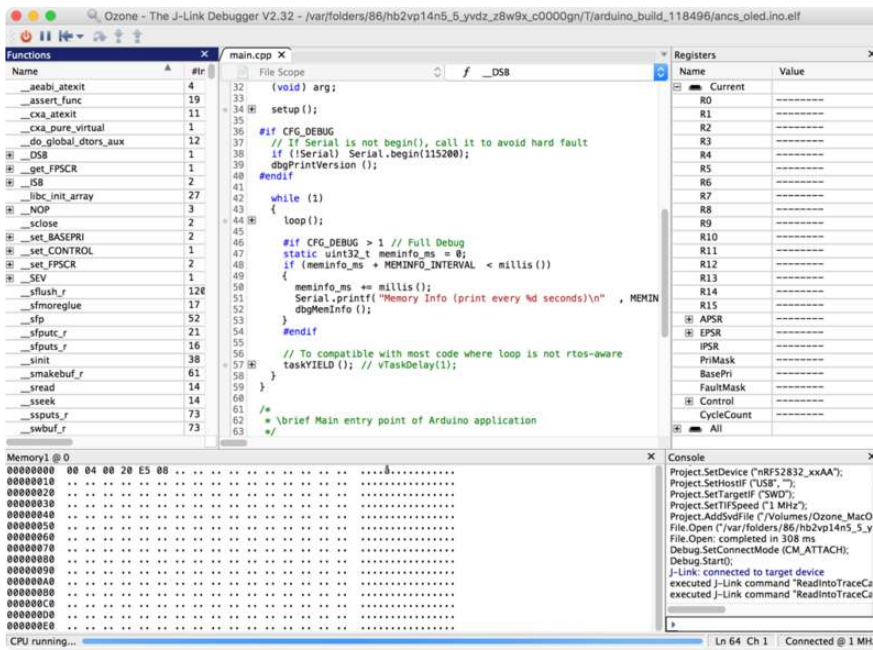 Ozone - The J-Link Debugger V2.32 - /var/folders/86/hb2vp14n5_5_yvdz_z8w9x_c0000gn/T/arduino_build_118496/ancs_oled.ino.elf
Functions
Name #Ir
__aeabi_atexit 4
__assert_func 19
__cxa_atexit 11
__cxa_pure_virtual 1
__do_global_dtors_aux 12
__DSB 1
__get_FPSCR 1
__ISB 2
__libc_init_array 27
__NOP 3
__sclose 2
__set_BASEPRI 2
__set_CONTROL 1
__set_FPSCR 2
__SEV 1
__sflush_r 120
__sfmoreglue 17
__sfp 52
__sfputc_r 21
__sfputs_r 16
__sinit 38
__smakebuf_r 61
__sread 14
__sseek 14
__ssputs_r 73
__swbuf_r 73
main.cpp
File Scope f __DSB
32 (void) arg;
33
34 setup();
35
36 #if CFG_DEBUG
37 // If Serial is not begin(), call it to avoid hard fault
38 if (!Serial) Serial.begin(115200);
39 dbgPrintVersion ();
40 #endif
41
42 while (1)
43 {
44 loop();
45
46 #if CFG_DEBUG > 1 // Full Debug
47 static uint32_t meminfo_ms = 0;
48 if (meminfo_ms + MEMINFO_INTERVAL < millis())
49 {
50 meminfo_ms += millis();
51 Serial.printf("Memory Info (print every %d seconds)\n" , MEMIN
52 dbgMemInfo ();
53 }
54 #endif
55
56 // To compatible with most code where loop is not rtos-aware
57 taskYIELD (); // vTaskDelay(1);
58 }
59 }
60
61 /*
62 * \brief Main entry point of Arduino application
63 */
Registers
Name Value
Current
R0 --------
R1 --------
R2 --------
R3 --------
R4 --------
R5 --------
R6 --------
R7 --------
R8 --------
R9 --------
R10 --------
R11 --------
R12 --------
R13 --------
R14 --------
R15 --------
APSR --------
EPSR --------
IPSR --------
PriMask --------
BasePri --------
FaultMask --------
Control --------
CycleCount --------
All
Memory1 @ 0
00000000 00 04 00 20 E5 08 .. .. .. .. .. .. .. .. .. .. .... å...........
00000010 .. .. .. .. .. .. .. .. .. .. .. .. .. .. .. .. ................
00000020 .. .. .. .. .. .. .. .. .. .. .. .. .. .. .. .. ................
00000030 .. .. .. .. .. .. .. .. .. .. .. .. .. .. .. .. ................
00000040 .. .. .. .. .. .. .. .. .. .. .. .. .. .. .. .. ................
00000050 .. .. .. .. .. .. .. .. .. .. .. .. .. .. .. .. ................
00000060 .. .. .. .. .. .. .. .. .. .. .. .. .. .. .. .. ................
00000070 .. .. .. .. .. .. .. .. .. .. .. .. .. .. .. .. ................
00000080 .. .. .. .. .. .. .. .. .. .. .. .. .. .. .. .. ................
00000090 .. .. .. .. .. .. .. .. .. .. .. .. .. .. .. .. ................
000000A0 .. .. .. .. .. .. .. .. .. .. .. .. .. .. .. .. ................
000000B0 .. .. .. .. .. .. .. .. .. .. .. .. .. .. .. .. ................
000000C0 .. .. .. .. .. .. .. .. .. .. .. .. .. .. .. .. ................
000000D0 .. .. .. .. .. .. .. .. .. .. .. .. .. .. .. .. ................
000000E0 .. .. .. .. .. .. .. .. .. .. .. .. .. .. .. .. ................
Console
Project.SetDevice ("nRF52832_xxAA");
Project.SetHostIF ("USB", "");
Project.SetTargetIF ("SWD");
Project.SetTIFSpeed ("1 MHz");
Project.AddSvdFile ("/Volumes/Ozone_MacO
File.Open ("/var/folders/86/hb2vp14n5_5_y
File.Open: completed in 308 ms
Debug.SetConnectMode (CM_ATTACH);
Debug.Start();
J-Link: connected to target device
executed J-Link command "ReadIntoTraceCa
executed J-Link command "ReadIntoTraceCa
CPU running... Ln 64 Ch 1 Connected @ 1 MH